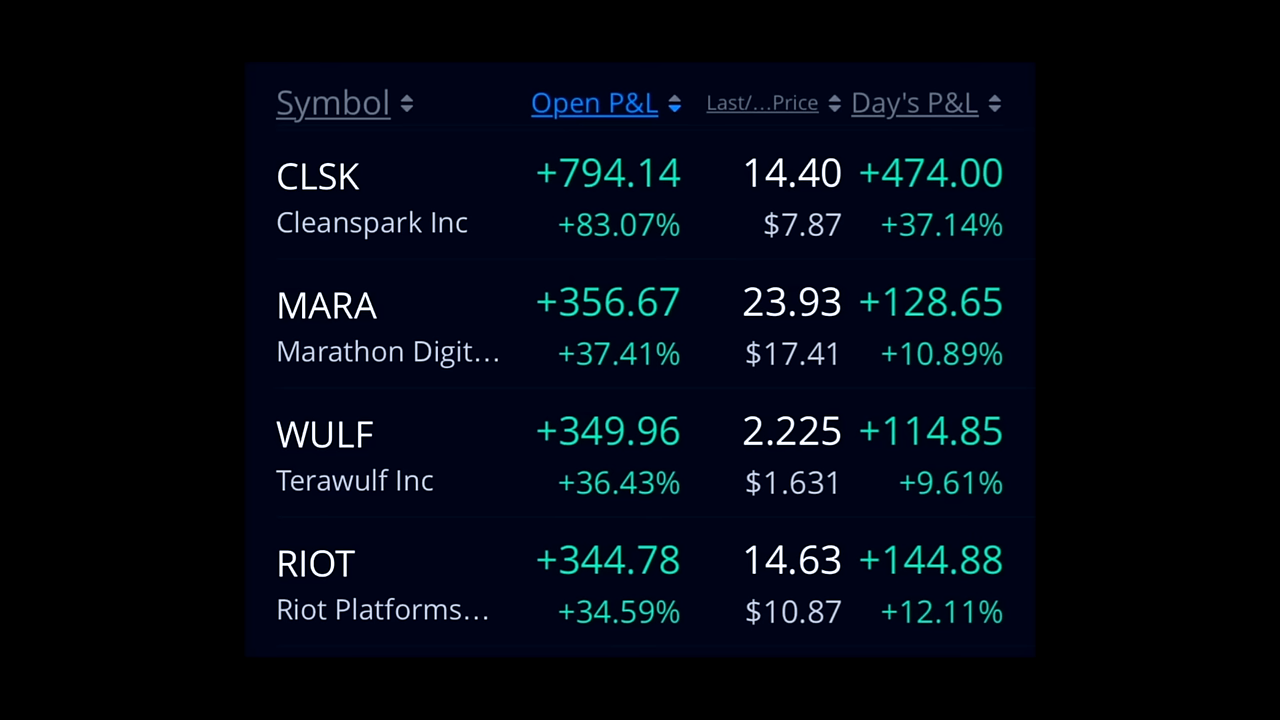 Symbol Open P&L Last/...Price Day's P&L
CLSK +794.14 14.40 +474.00
Cleanspark Inc +83.07% $7.87 +37.14%
MARA +356.67 23.93 +128.65
Marathon Digit... +37.41% $17.41 +10.89%
WULF +349.96 2.225 +114.85
Terawulf Inc +36.43% $1.631 +9.61%
RIOT +344.78 14.63 +144.88
Riot Platforms... +34.59% $10.87 +12.11%